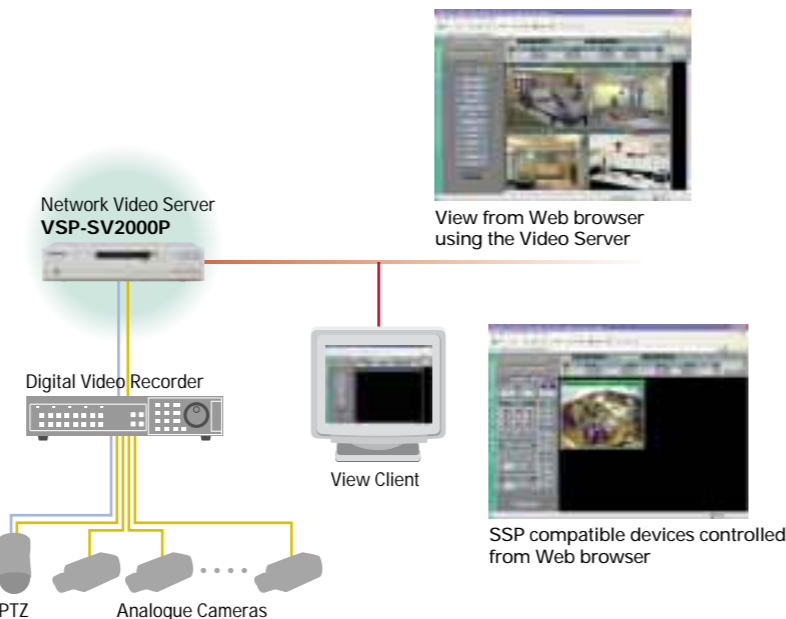 Network Video Server
VSP-SV2000P
View from Web browser
using the Video Server
Digital Video Recorder
View Client
SSP compatible devices controlled
from Web browser
PTZ
Analogue Cameras